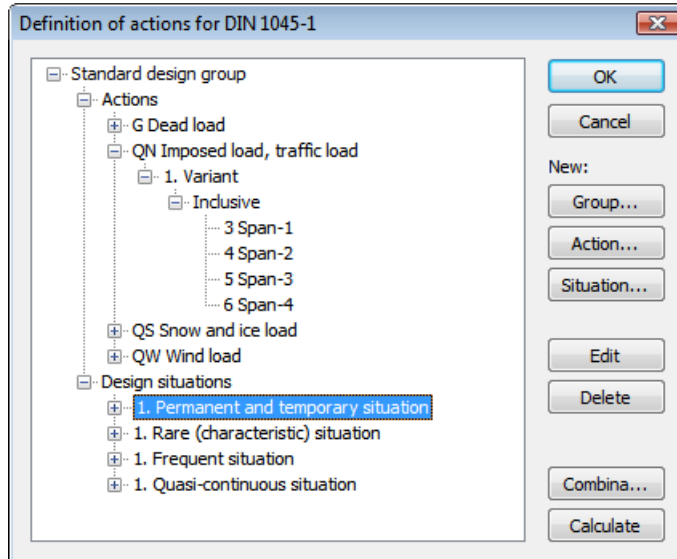 Definition of actions for DIN 1045-1
Standard design group
Actions
G Dead load
QN Imposed load, traffic load
1. Variant
Inclusive
3 Span-1
4 Span-2
5 Span-3
6 Span-4
QS Snow and ice load
QW Wind load
Design situations
1. Permanent and temporary situation
1. Rare (characteristic) situation
1. Frequent situation
1. Quasi-continuous situation
OK
Cancel
New:
Group...
Action...
Situation...
Edit
Delete
Combina...
Calculate